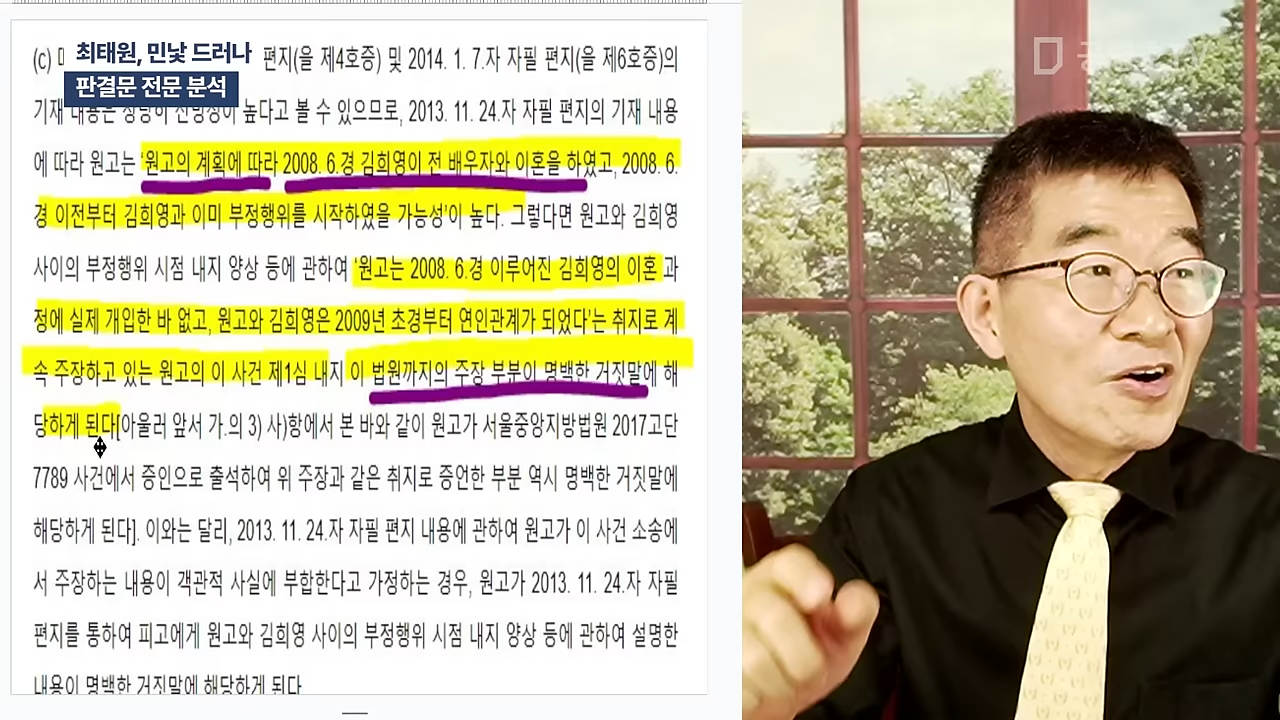 최태원, 민낯 드러나
판결문 전문 분석
(c) 편지(을 제4호증) 및 2014. 1. 7.자 자필 편지(을 제6호증)의
기재 내용은 상당히 신빙성이 높다고 볼 수 있으므로, 2013. 11. 24.자 자필 편지의 기재 내용
에 따라 원고는 '원고의 계획에 따라 2008. 6.경 김희영이 전 배우자와 이혼을 하였고, 2008. 6.
경 이전부터 김희영과 이미 부정행위를 시작하였을 가능성'이 높다. 그렇다면 원고와 김희영
사이의 부정행위 시점 내지 양상 등에 관하여 '원고는 2008. 6.경 이루어진 김희영의 이혼 과
정에 실제 개입한 바 없고, 원고와 김희영은 2009년 초경부터 연인관계가 되었다'는 취지로 계
속 주장하고 있는 원고의 이 사건 제1심 내지 이 법원까지의 주장 부분이 명백한 거짓말에 해
당하게 된다[아울러 앞서 가.의 3) 사)항에서 본 바와 같이 원고가 서울중앙지방법원 2017고단
7789 사건에서 증인으로 출석하여 위 주장과 같은 취지로 증언한 부분 역시 명백한 거짓말에
해당하게 된다]. 이와는 달리, 2013. 11. 24.자 자필 편지 내용에 관하여 원고가 이 사건 소송에
서 주장하는 내용이 객관적 사실에 부합한다고 가정하는 경우, 원고가 2013. 11. 24.자 자필
편지를 통하여 피고에게 원고와 김희영 사이의 부정행위 시점 내지 양상 등에 관하여 설명한
내용이 명백한 거짓말에 해당하게 된다